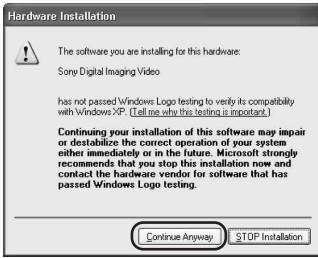 Hardware Installation
The software you are installing for this hardware:
Sony Digital Imaging Video
has not passed Windows Logo testing to verify its compatibility
with Windows XP. (Tell me why this testing is important.)
Continuing your installation of this software may impair
or destabilize the correct operation of your system
either immediately or in the future. Microsoft strongly
recommends that you stop this installation now and
contact the hardware vendor for software that has
passed Windows Logo testing.
Continue Anyway
STOP Installation